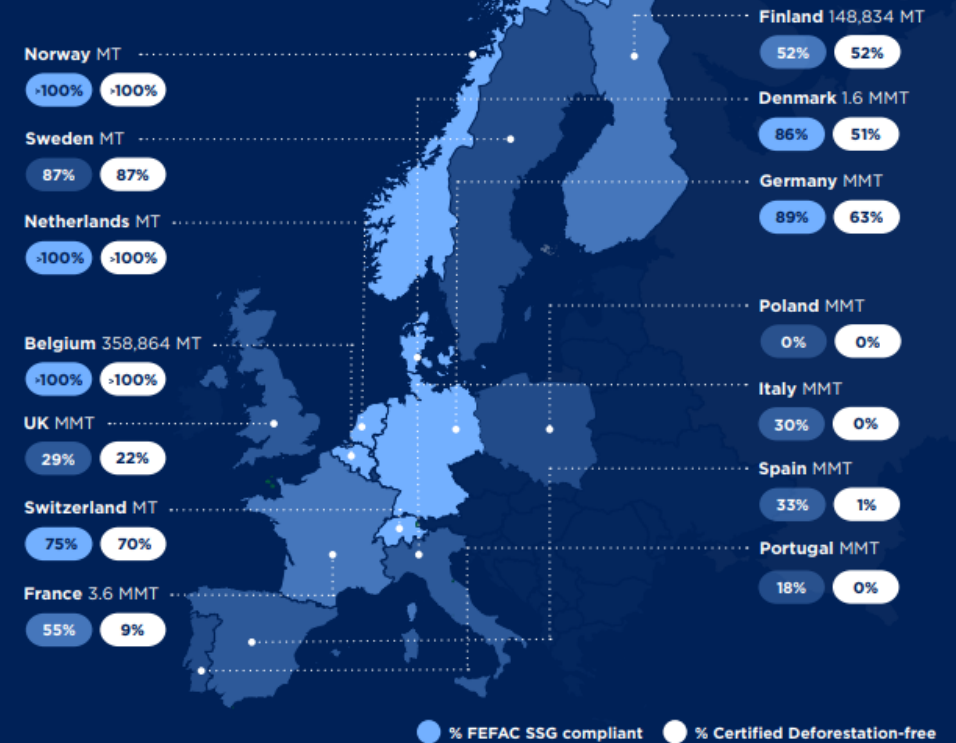 Norway MT
>100% >100%
Sweden MT
87% 87%
Netherlands MT
>100% >100%
Belgium 358,864 MT
>100% >100%
UK MMT
29% 22%
Switzerland MT
75% 70%
France 3.6 MMT
55% 9%
Finland 148,834 MT
52% 52%
Denmark 1.6 MMT
86% 51%
Germany MMT
89% 63%
Poland MMT
0% 0%
Italy MMT
30% 0%
Spain MMT
33% 1%
Portugal MMT
18% 0%
% FEFAC SSG compliant % Certified Deforestation-free